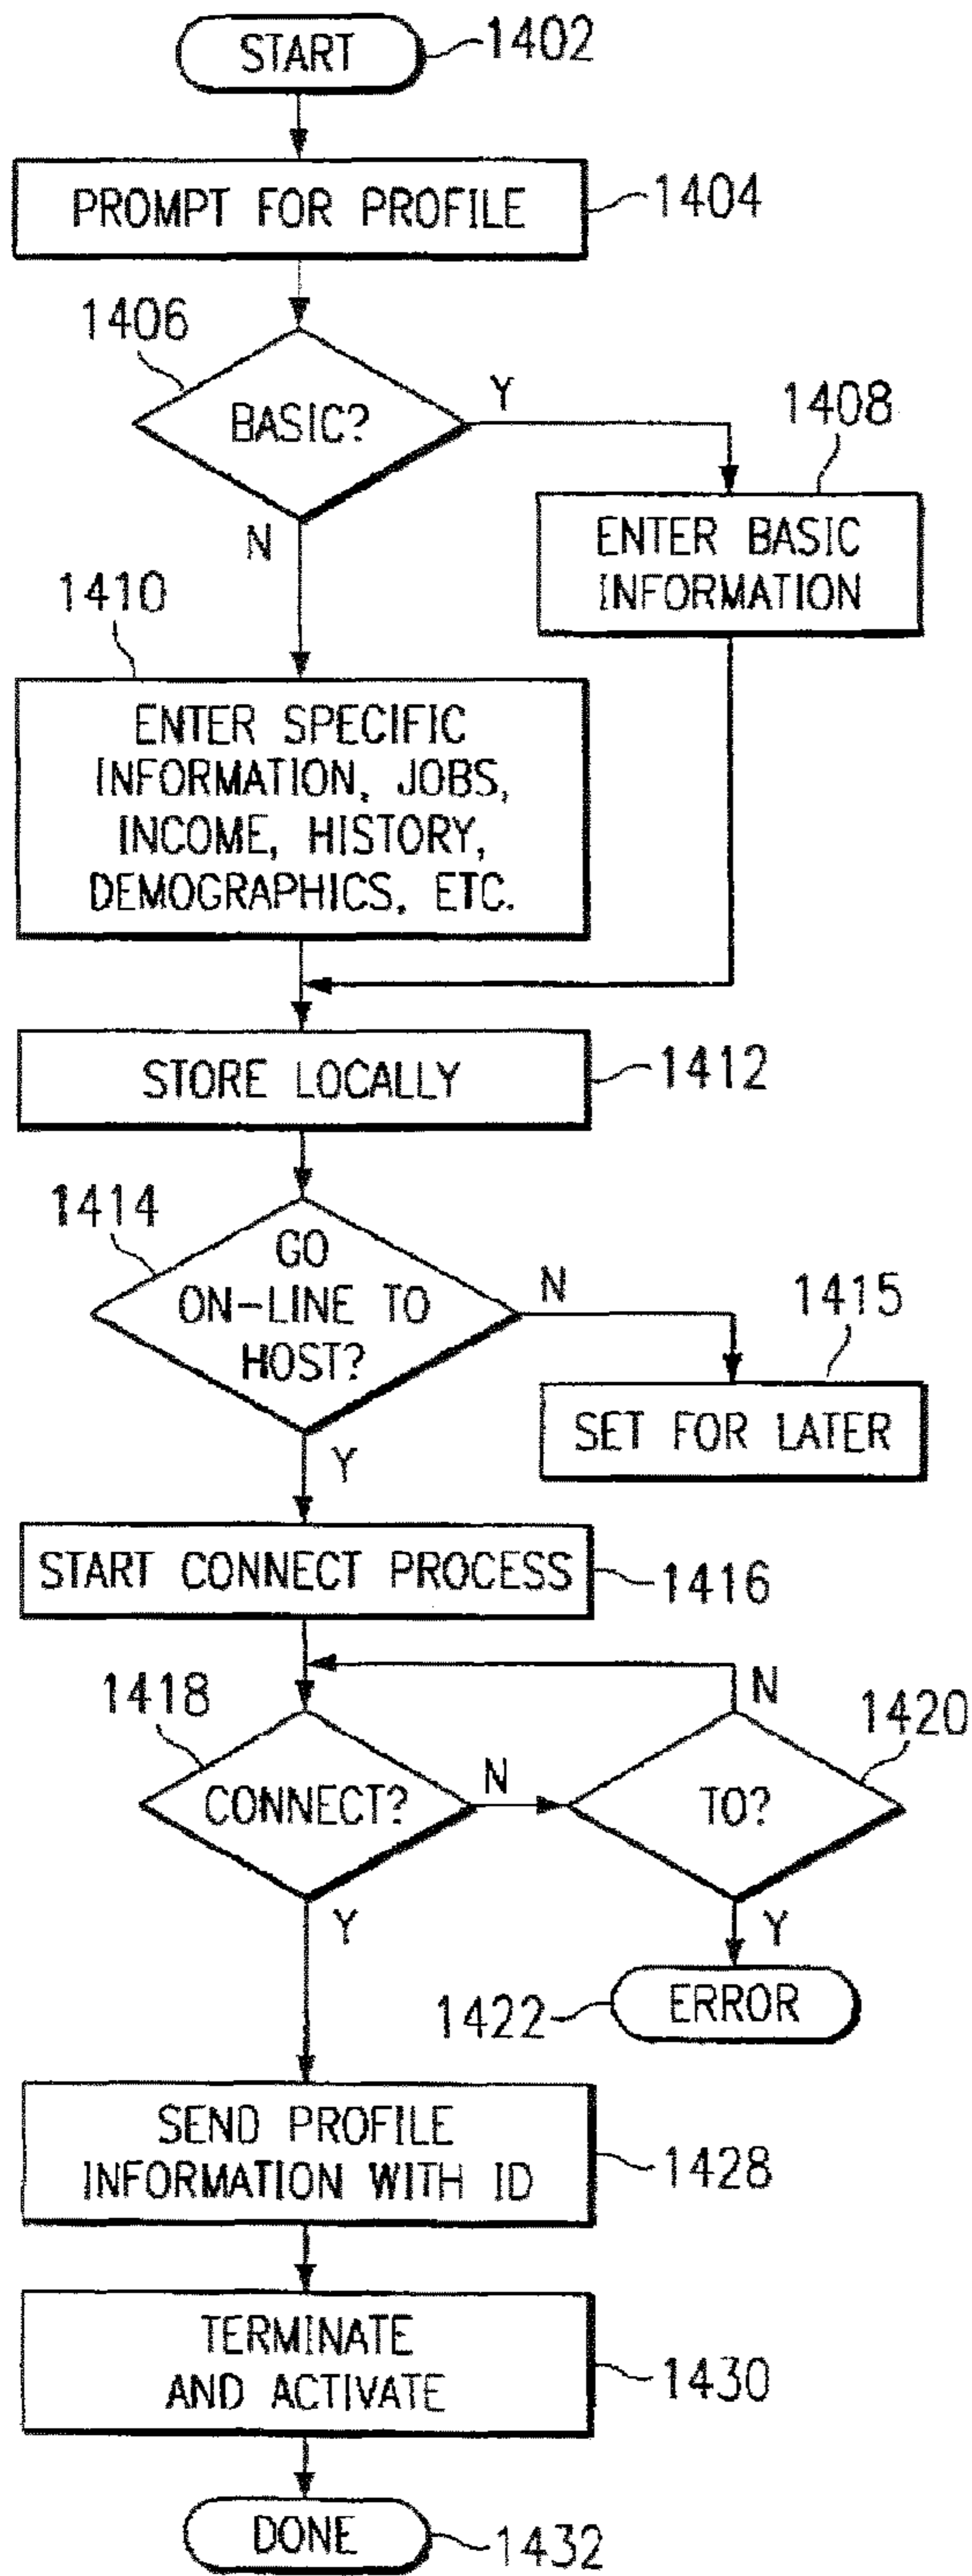 START
1402
PROMPT FOR PROFILE
1404
1406
BASIC?
Y
N
1408
ENTER BASIC
INFORMATION
1410
ENTER SPECIFIC
INFORMATION, JOBS,
INCOME, HISTORY,
DEMOGRAPHICS, ETC.
STORE LOCALLY
1412
1414
GO
ON-LINE TO
HOST?
N
Y
1415
SET FOR LATER
START CONNECT PROCESS
1416
1418
CONNECT?
N
Y
N
1420
TO?
Y
1422
ERROR
SEND PROFILE
INFORMATION WITH ID
1428
TERMINATE
AND ACTIVATE
1430
DONE
1432